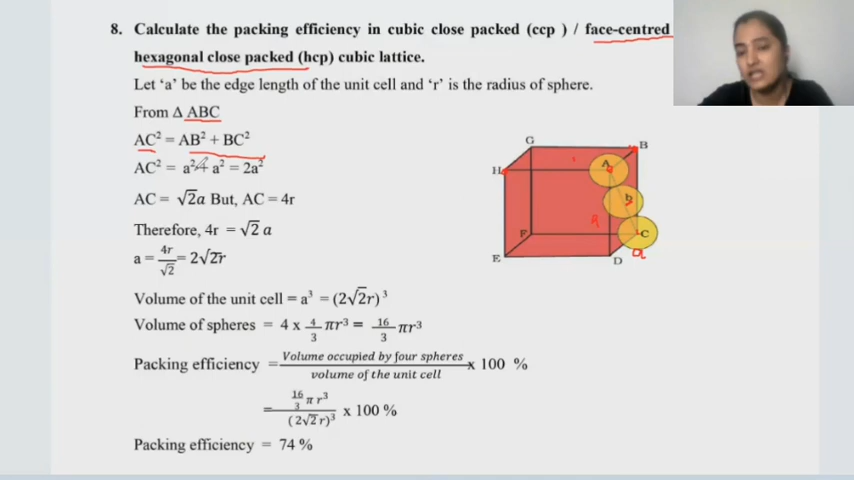 8. Calculate the packing efficiency in cubic close packed (ccp ) / face-centred
hexagonal close packed (hcp) cubic lattice.
Let ‘a’ be the edge length of the unit cell and ‘r’ is the radius of sphere.
From Δ ABC
AC² = AB² + BC²
AC² = a² + a² = 2a²
AC = √2a But, AC = 4r
Therefore, 4r = √2 a
a = 4r/√2 = 2√2r
Volume of the unit cell = a³ = (2√2r)³
Volume of spheres = 4 x 4/3 πr³ = 16/3 πr³
Packing efficiency = Volume occupied by four spheres / volume of the unit cell x 100 %
= 16/3 π r³ / (2√2 r)³ x 100 %
Packing efficiency = 74 %
G
B
H
A
b
F
C
E
D
a